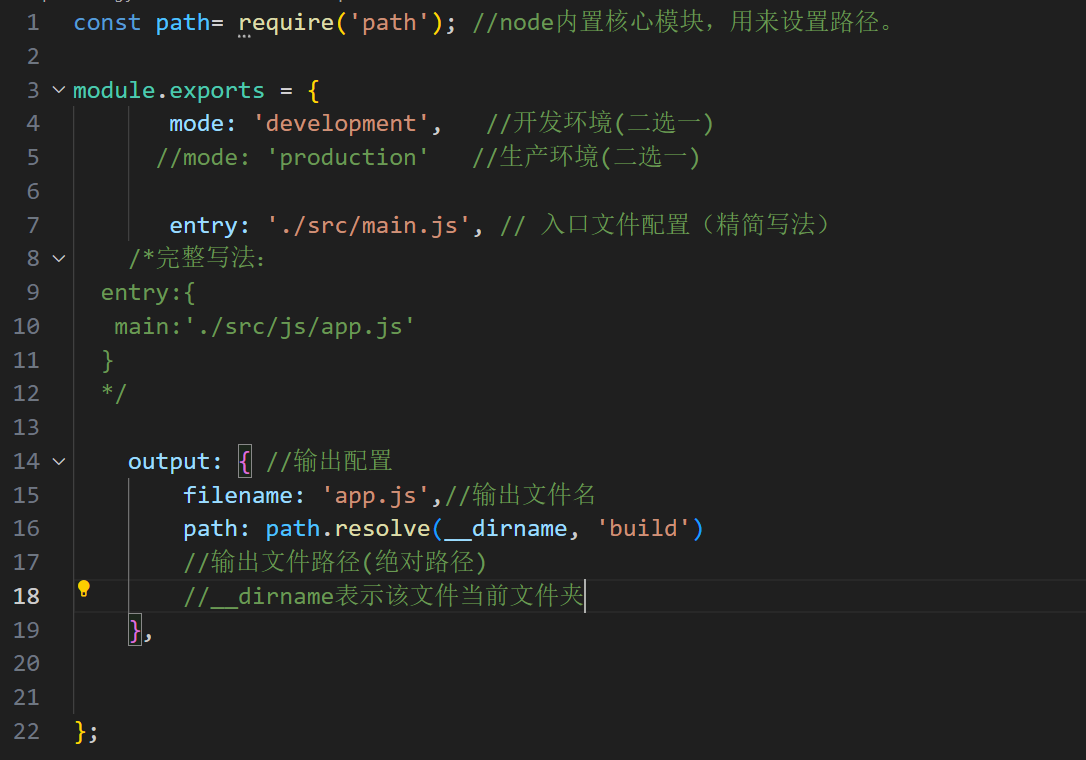 1 const path= require('path'); //node内置核心模块，用来设置路径。
2
3 module.exports = {
4 mode: 'development', //开发环境(二选一)
5 //mode: 'production' //生产环境(二选一)
6
7 entry: './src/main.js', // 入口文件配置（精简写法）
8 /*完整写法：
9 entry:{
10 main:'./src/js/app.js'
11 }
12 */
13
14 output: { //输出配置
15 filename: 'app.js',//输出文件名
16 path: path.resolve(__dirname, 'build')
17 //输出文件路径(绝对路径)
18 //__dirname表示该文件当前文件夹
19 },
20
21
22 };